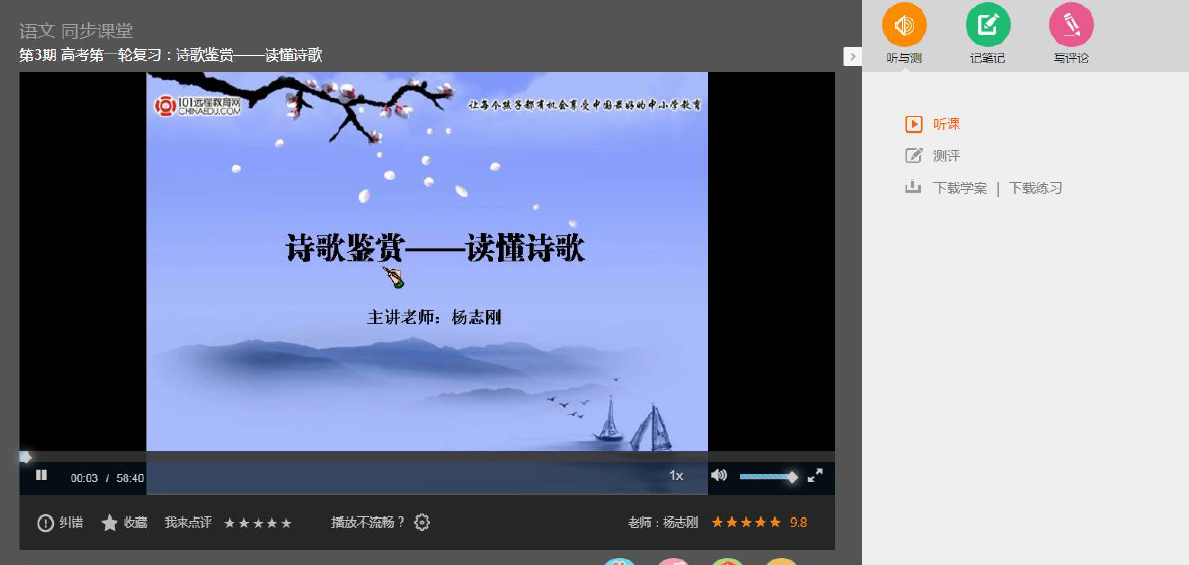 语文 同步课堂
第3期 高考第一轮复习：诗歌鉴赏——读懂诗歌
听与测
记笔记
写评论
101远程教育网
CHINAEDU.COM
让每个孩子都有机会享受中国最好的中小学教育
诗歌鉴赏——读懂诗歌
主讲老师：杨志刚
听课
测评
下载学案 | 下载练习
00:03 / 58:40
1x
纠错 收藏 我来点评 播放不流畅？ 老师：杨志刚 9.8